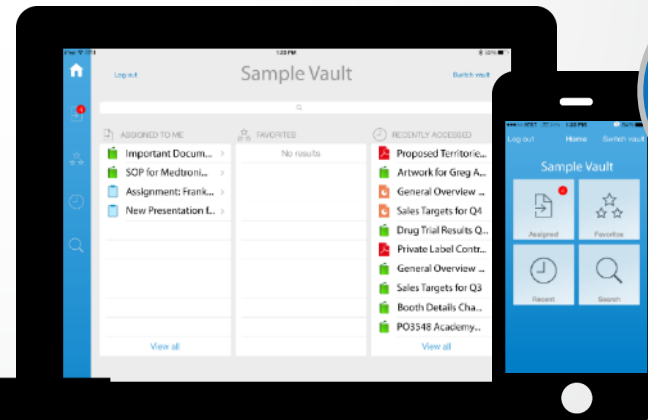 1:20 PM
Log out
Sample Vault
Switch vault
ASSIGNED TO ME
Important Docum...
SOP for Medtroni...
Assignment: Frank...
New Presentation f...
View all
FAVORITES
No results
RECENTLY ACCESSED
Proposed Territorie...
Artwork for Greg A...
General Overview ...
Sales Targets for Q4
Drug Trial Results Q...
Private Label Contr...
General Overview ...
Sales Targets for Q3
Booth Details Cha...
PO3548 Academy...
View all
Log out
Home
Switch vault
Sample Vault
Assigned
Favorites
Recent
Search